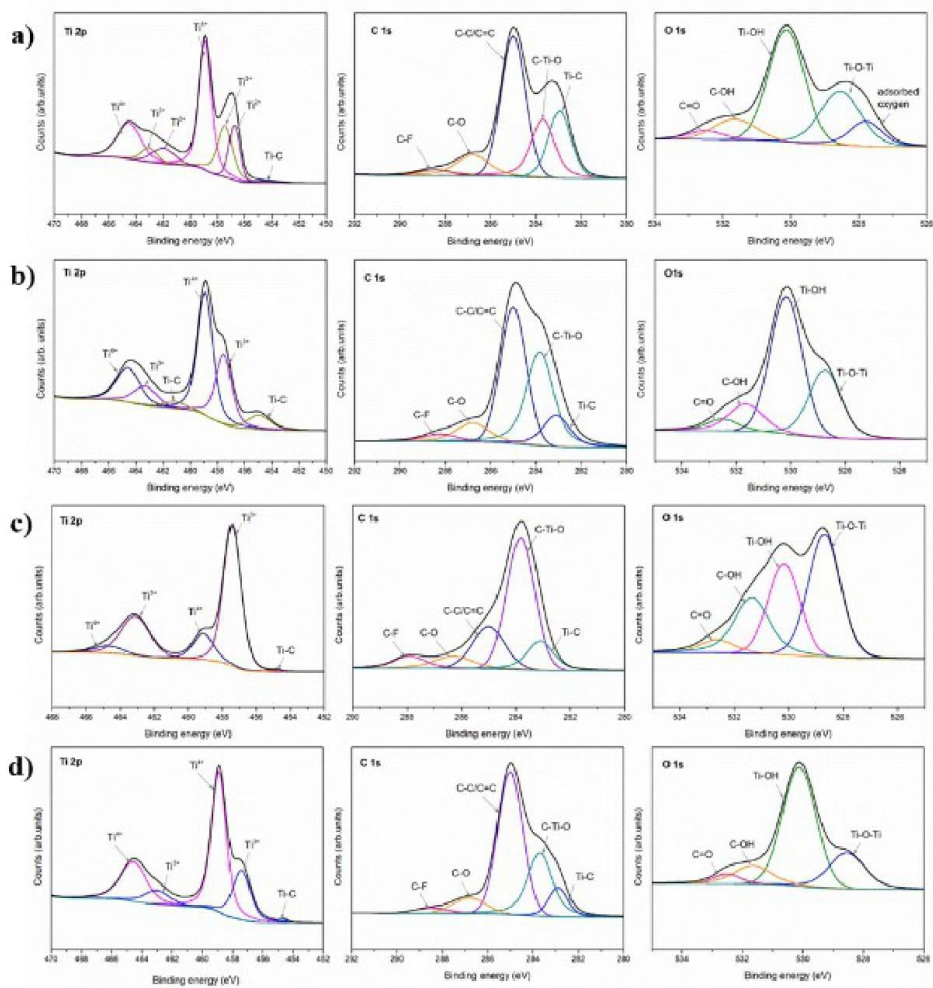 a)
Ti 2p
Ti⁴⁺
Ti³⁺
Ti²⁺
Ti⁴⁺
Ti³⁺
Ti²⁺
Ti-C
Counts (arb.units)
470 468 466 464 462 460 458 456 454 452 450
Binding energy (eV)
C 1s
C-C/C=C
C-Ti-O
Ti-C
C-O
C-F
Counts (arb.units)
292 290 288 286 284 282 280
Binding energy (eV)
O 1s
Ti-OH
Ti-O-Ti
adsorbed
oxygen
C-OH
C=O
Counts (arb.units)
534 532 530 528 526
Binding energy (eV)
b)
Ti 2p
Ti⁴⁺
Ti³⁺
Ti⁴⁺
Ti³⁺
Ti-C
Ti-C
Counts (arb. units)
470 468 466 464 462 460 458 456 454 452 450
Binding energy (eV)
C 1s
C-C/C=C
C-Ti-O
Ti-C
C-O
C-F
Counts (arb. units)
292 290 288 286 284 282 280
Binding energy (eV)
O1s
Ti-OH
Ti-O-Ti
C-OH
C=O
Counts (arb. units)
534 532 530 528 526
Binding energy (eV)
c)
Ti 2p
Ti³⁺
Ti³⁺
Ti⁴⁺
Ti⁴⁺
Ti-C
Counts (arb.units)
468 466 464 462 460 458 456 454 452
Binding energy (eV)
C 1s
C-Ti-O
C-C/C=C
Ti-C
C-F
C-O
Counts (arb.units)
290 288 286 284 282 280
Binding energy (eV)
O 1s
Ti-O-Ti
Ti-OH
C-OH
C=O
Counts (arb.units)
534 532 530 528 526
Binding energy (eV)
d)
Ti 2p
Ti⁴⁺
Ti⁴⁺
Ti³⁺
Ti³⁺
Ti-C
Counts (arb.units)
470 468 466 464 462 460 458 456 454 452
Binding energy (eV)
C 1s
C-C/C=C
C-Ti-O
Ti-C
C-O
C-F
Counts (arb.units)
292 290 288 286 284 282 280
Binding energy (eV)
O 1s
Ti-OH
Ti-O-Ti
C-OH
C=O
Counts (arb.units)
534 532 530 528 526
Binding energy (eV)